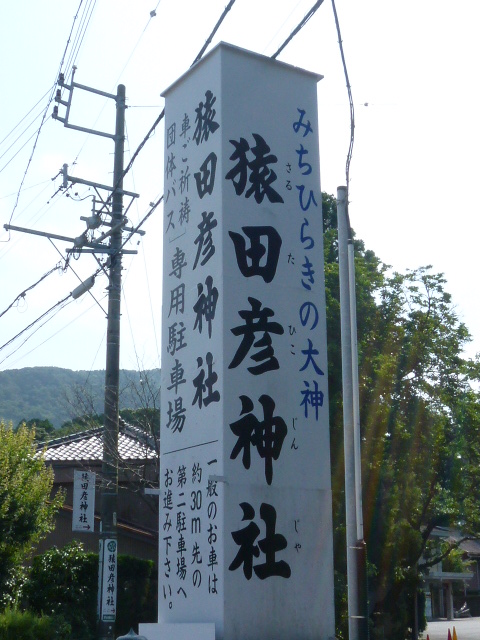 みちひらきの大神
猿田彦神社
さるたひこじんじゃ
猿田彦神社
車ご祈祷
団体バス
専用駐車場
一般のお車は
約30m先の
第二駐車場へ
お進み下さい。
猿田彦神社
猿田彦神社